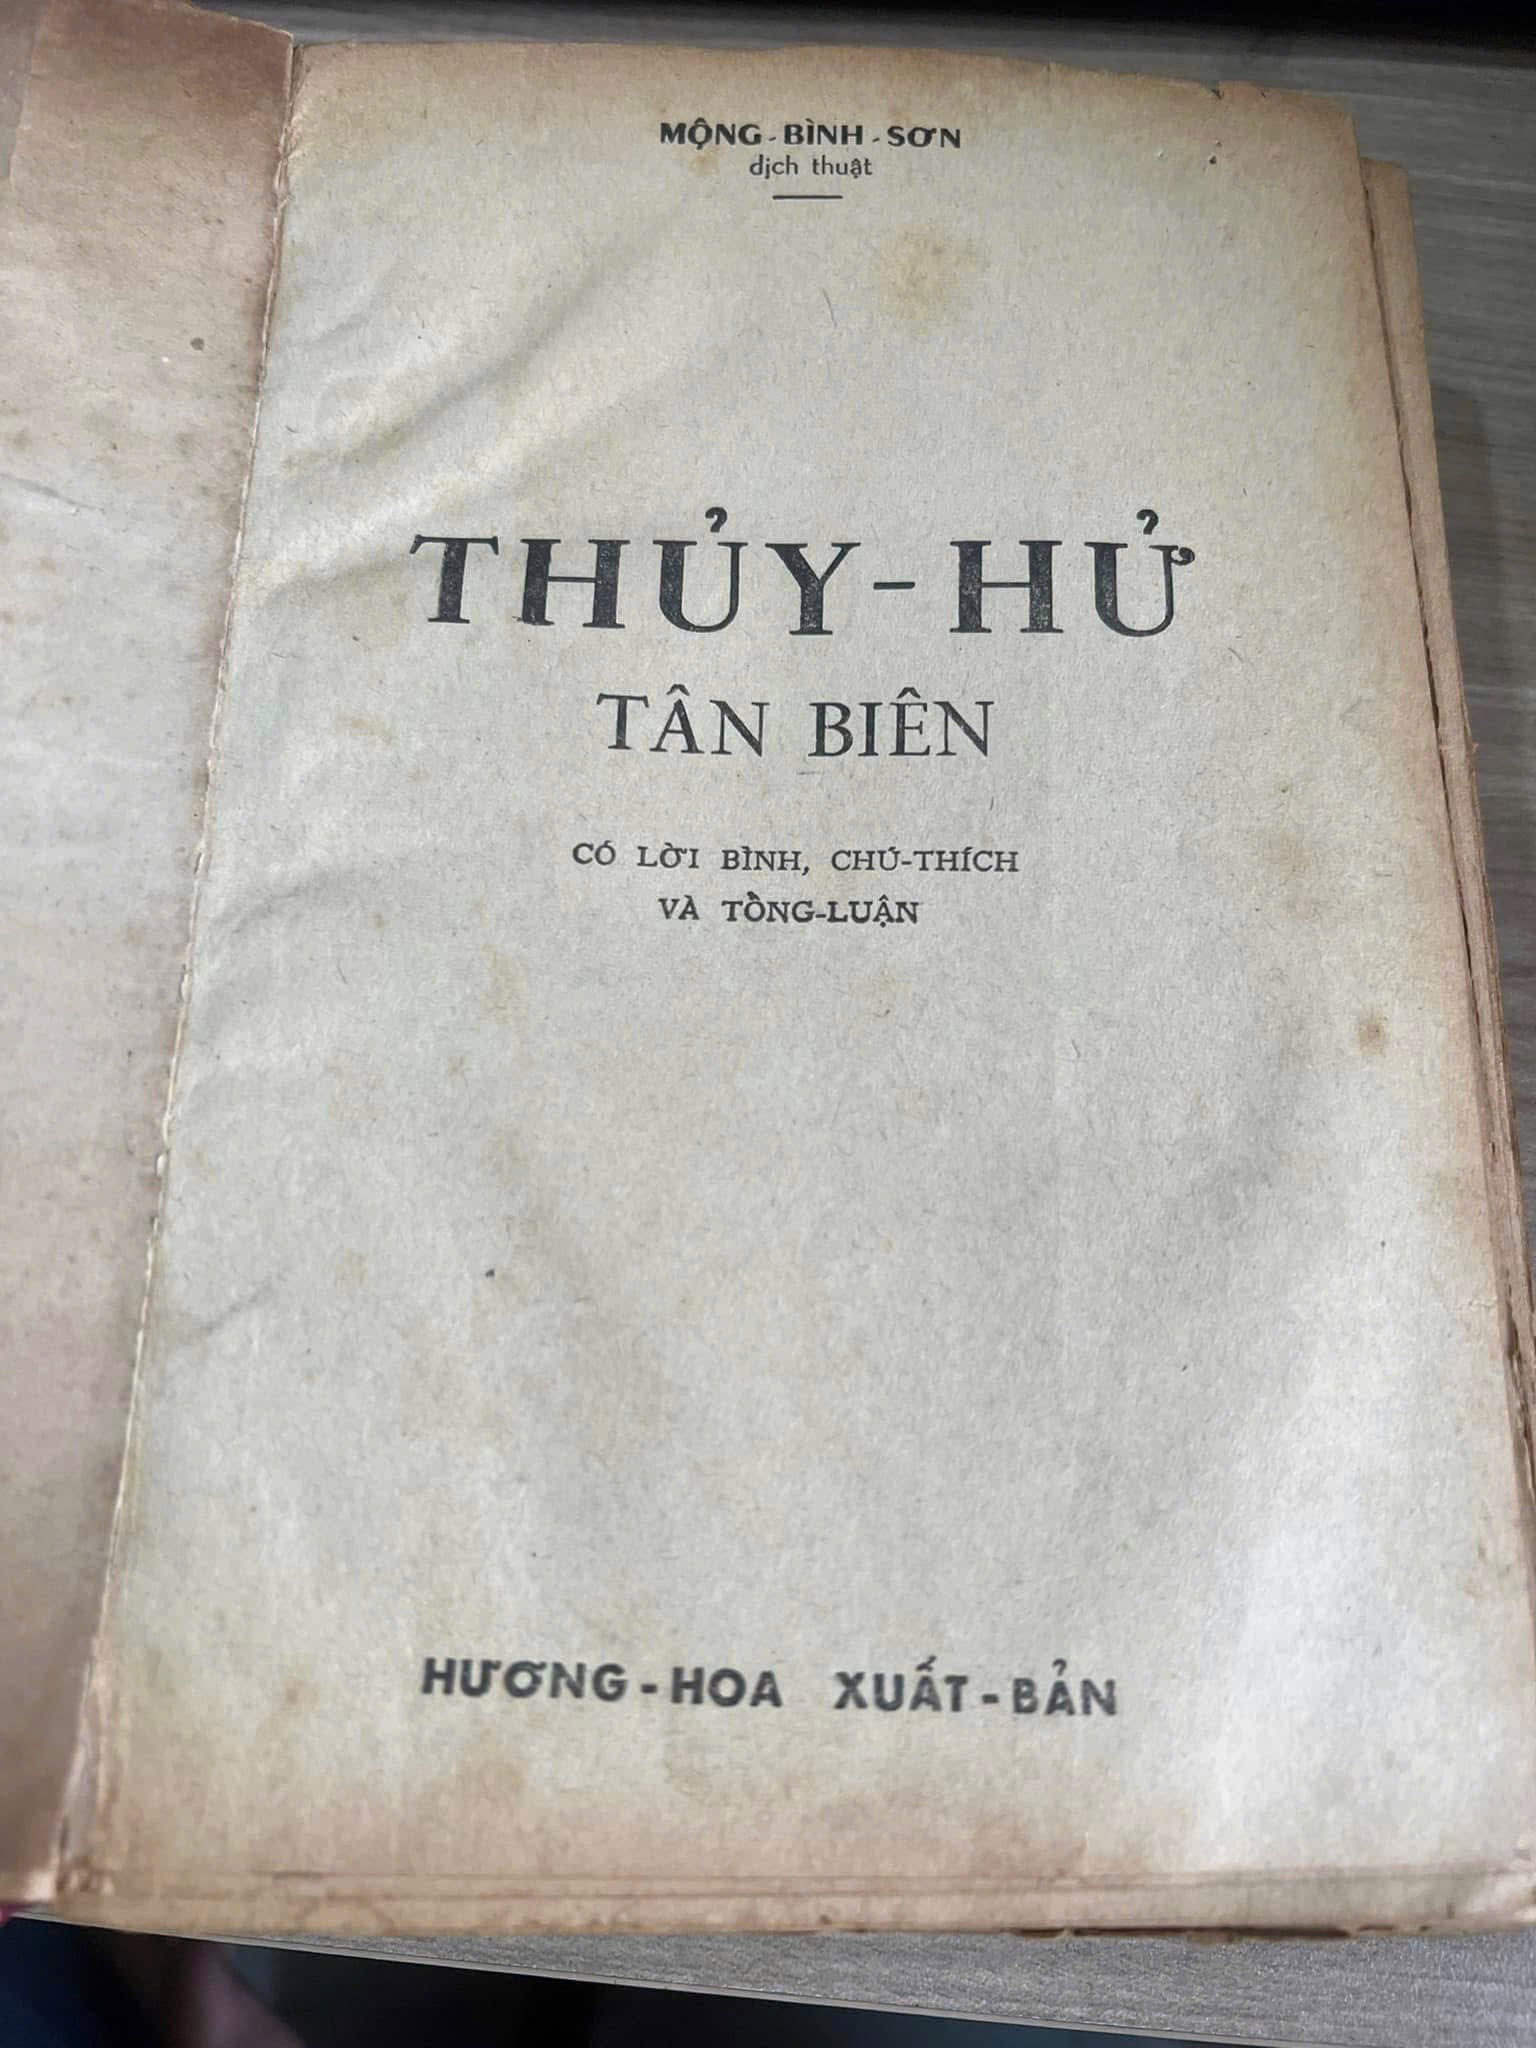 MỘNG-BÌNH-SƠN
dịch thuật
THỦY-HỬ
TÂN BIÊN
CÓ LỜI BÌNH, CHÚ-THÍCH
VÀ TỔNG-LUẬN
HƯƠNG-HOA XUẤT-BẢN